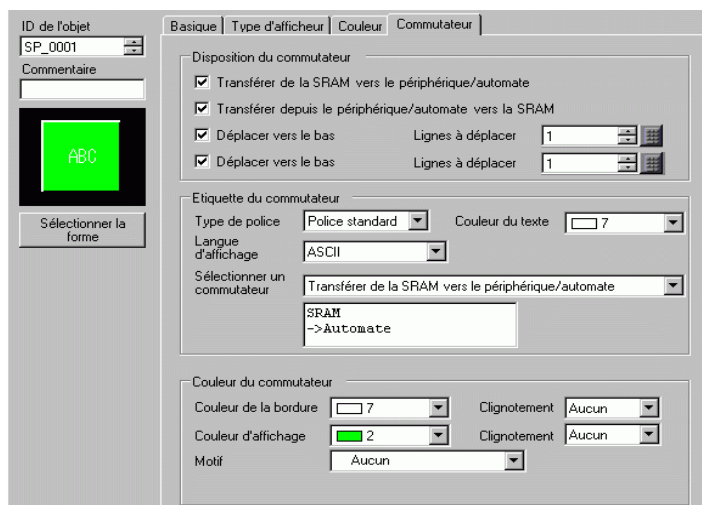 ID de l'objet
SP_0001
Commentaire
ABC
Sélectionner la
forme
Basique Type d'afficheur Couleur Commutateur
Disposition du commutateur
Transférer de la SRAM vers le périphérique/automate
Transférer depuis le périphérique/automate vers la SRAM
Déplacer vers le bas Lignes à déplacer 1
Déplacer vers le bas Lignes à déplacer 1
Etiquette du commutateur
Type de police Police standard Couleur du texte 7
Langue
d'affichage ASCII
Sélectionner un
commutateur Transférer de la SRAM vers le périphérique/automate
SRAM
->Automate
Couleur du commutateur
Couleur de la bordure 7 Clignotement Aucun
Couleur d'affichage 2 Clignotement Aucun
Motif Aucun